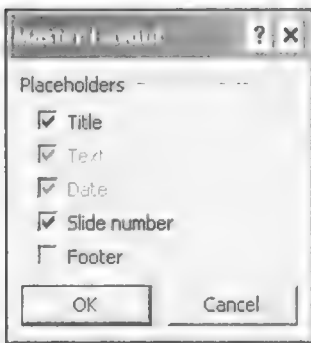 ? ×
Placeholders
Title
Text
Date
Slide number
Footer
OK Cancel